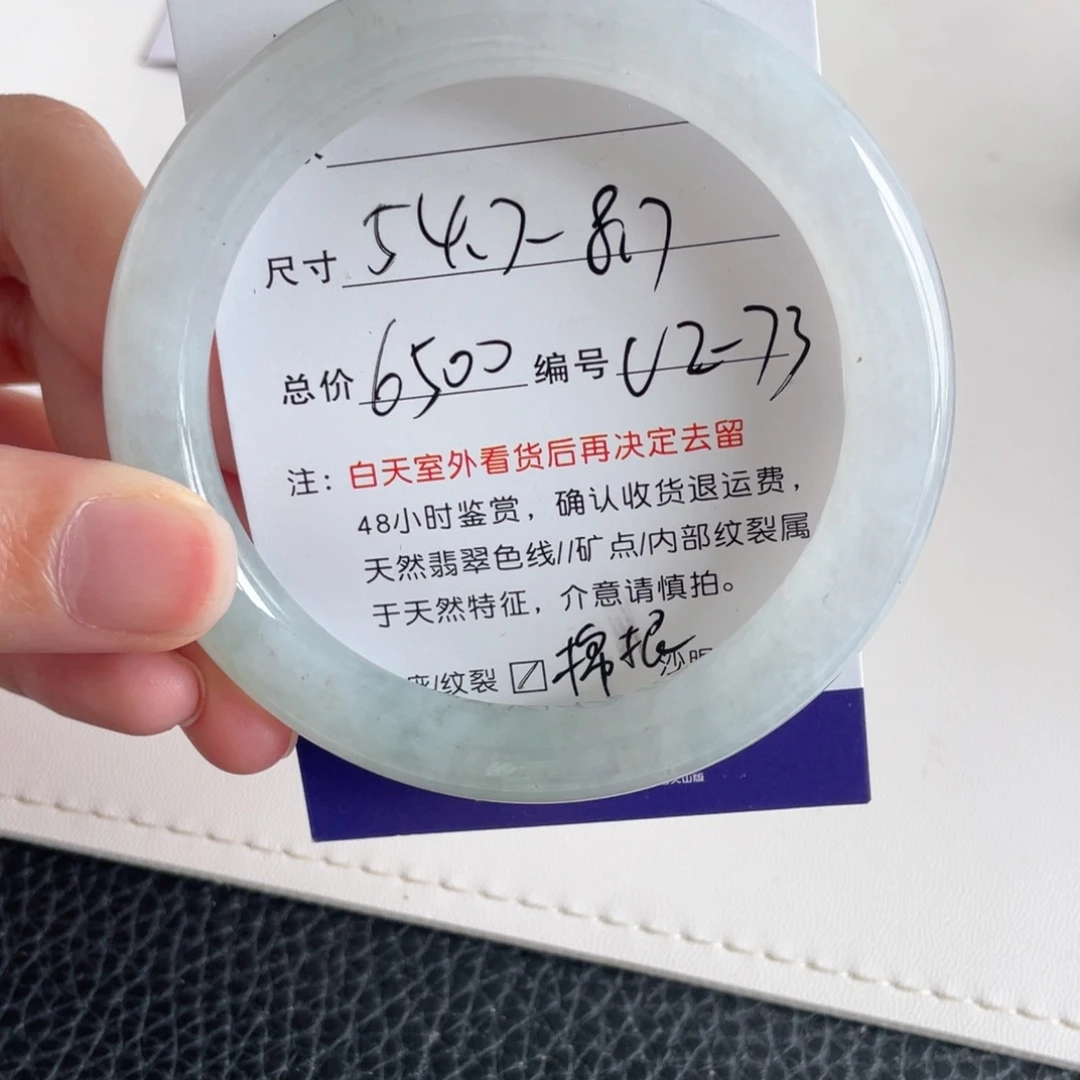 尺寸 54.7-8.7
总价 6500 编号 U2-73
注：白天室外看货后再决定去留
48小时鉴赏，确认收货退运费，
天然翡翠色线//矿点/内部纹裂属
于天然特征，介意请慎拍。
/纹裂 ☑ 棉根